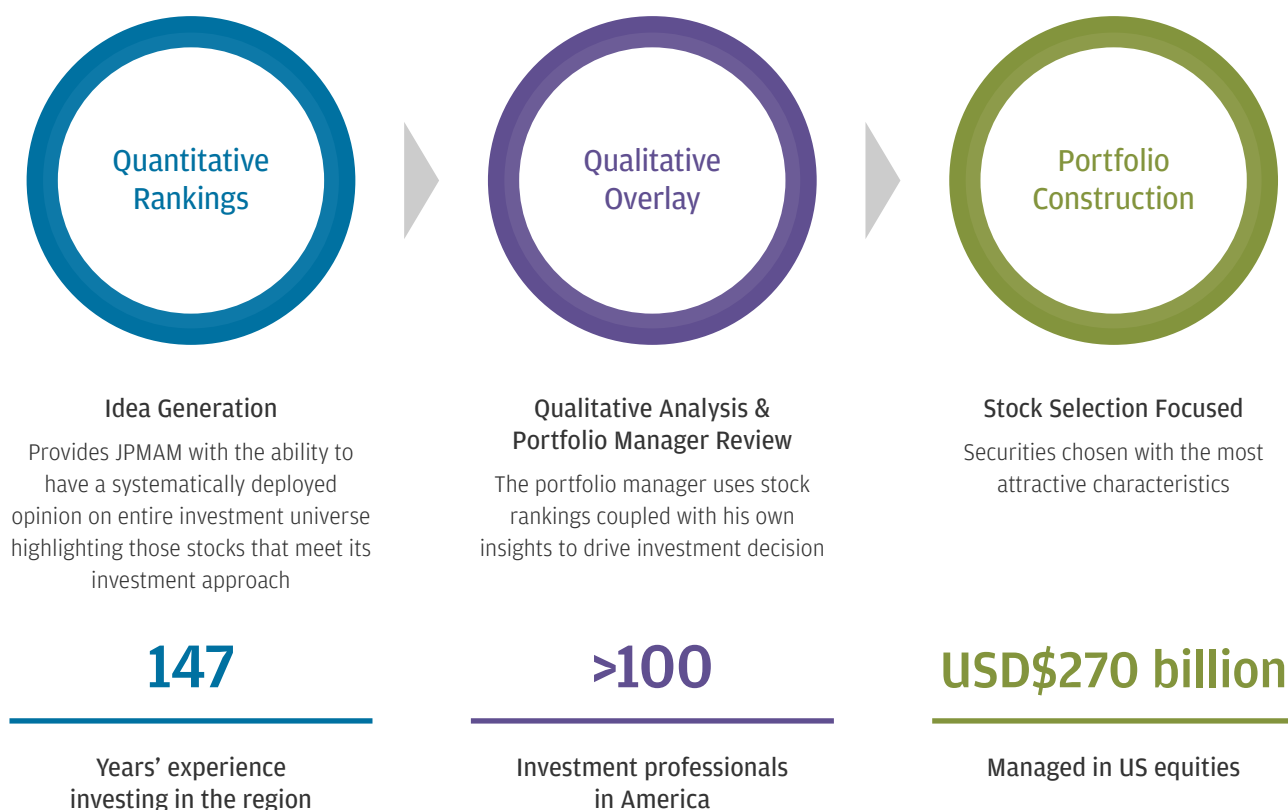 Quantitative
Rankings
Qualitative
Overlay
Portfolio
Construction
Idea Generation
Provides JPMAM with the ability to
have a systematically deployed
opinion on entire investment universe
highlighting those stocks that meet its
investment approach
Qualitative Analysis &
Portfolio Manager Review
The portfolio manager uses stock
rankings coupled with his own
insights to drive investment decision
Stock Selection Focused
Securities chosen with the most
attractive characteristics
147
Years’ experience
investing in the region
>100
Investment professionals
in America
USD$270 billion
Managed in US equities